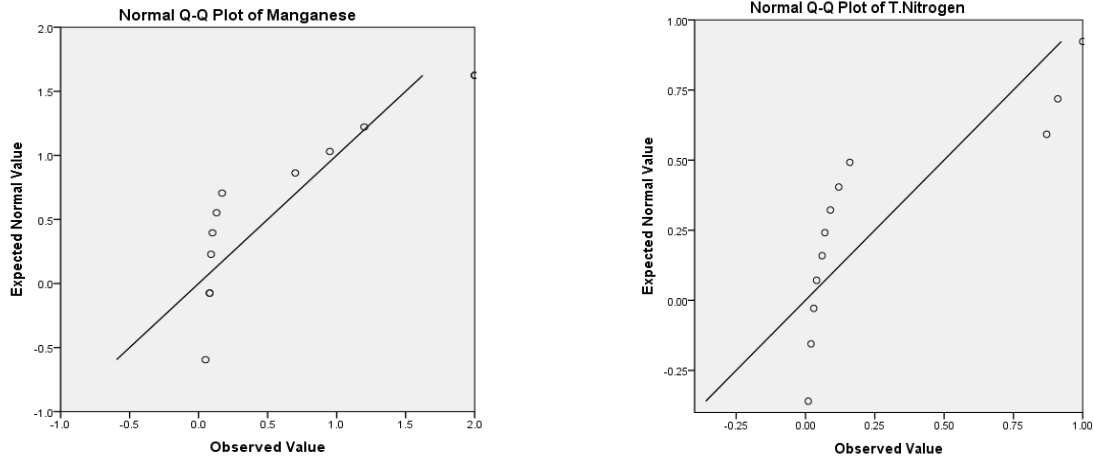 Normal Q-Q Plot of Manganese
2.0
1.5
1.0
0.5
0.0
-0.5
-1.0
Expected Normal Value
-1.0 -0.5 0.0 0.5 1.0 1.5 2.0
Observed Value
Normal Q-Q Plot of T.Nitrogen
1.00
0.75
0.50
0.25
0.00
-0.25
Expected Normal Value
-0.25 0.00 0.25 0.50 0.75 1.00
Observed Value